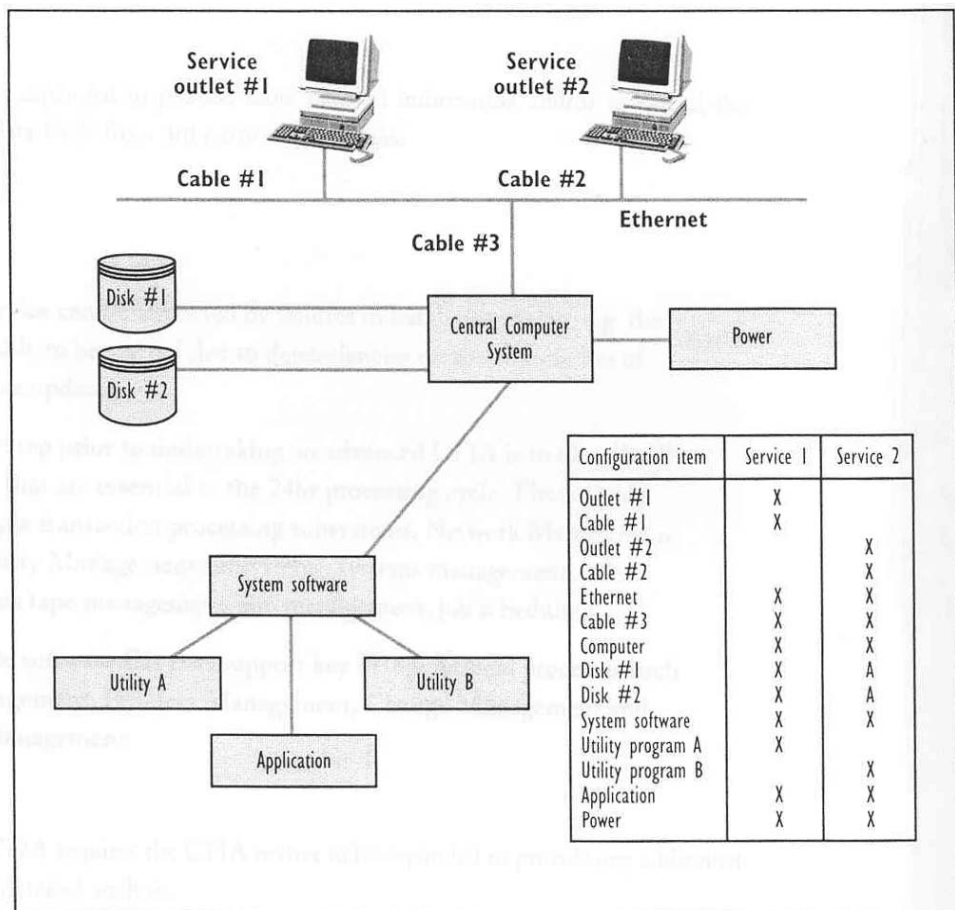 Service
outlet #1
Service
outlet #2
Cable #1
Cable #2
Ethernet
Cable #3
Disk #1
Disk #2
Central Computer
System
Power
System software
Utility A
Utility B
Application
Configuration item Service 1 Service 2
Outlet #1 X
Cable #1 X
Outlet #2 X
Cable #2 X
Ethernet X X
Cable #3 X X
Computer X X
Disk #1 X A
Disk #2 X A
System software X X
Utility program A X
Utility program B X
Application X X
Power X X